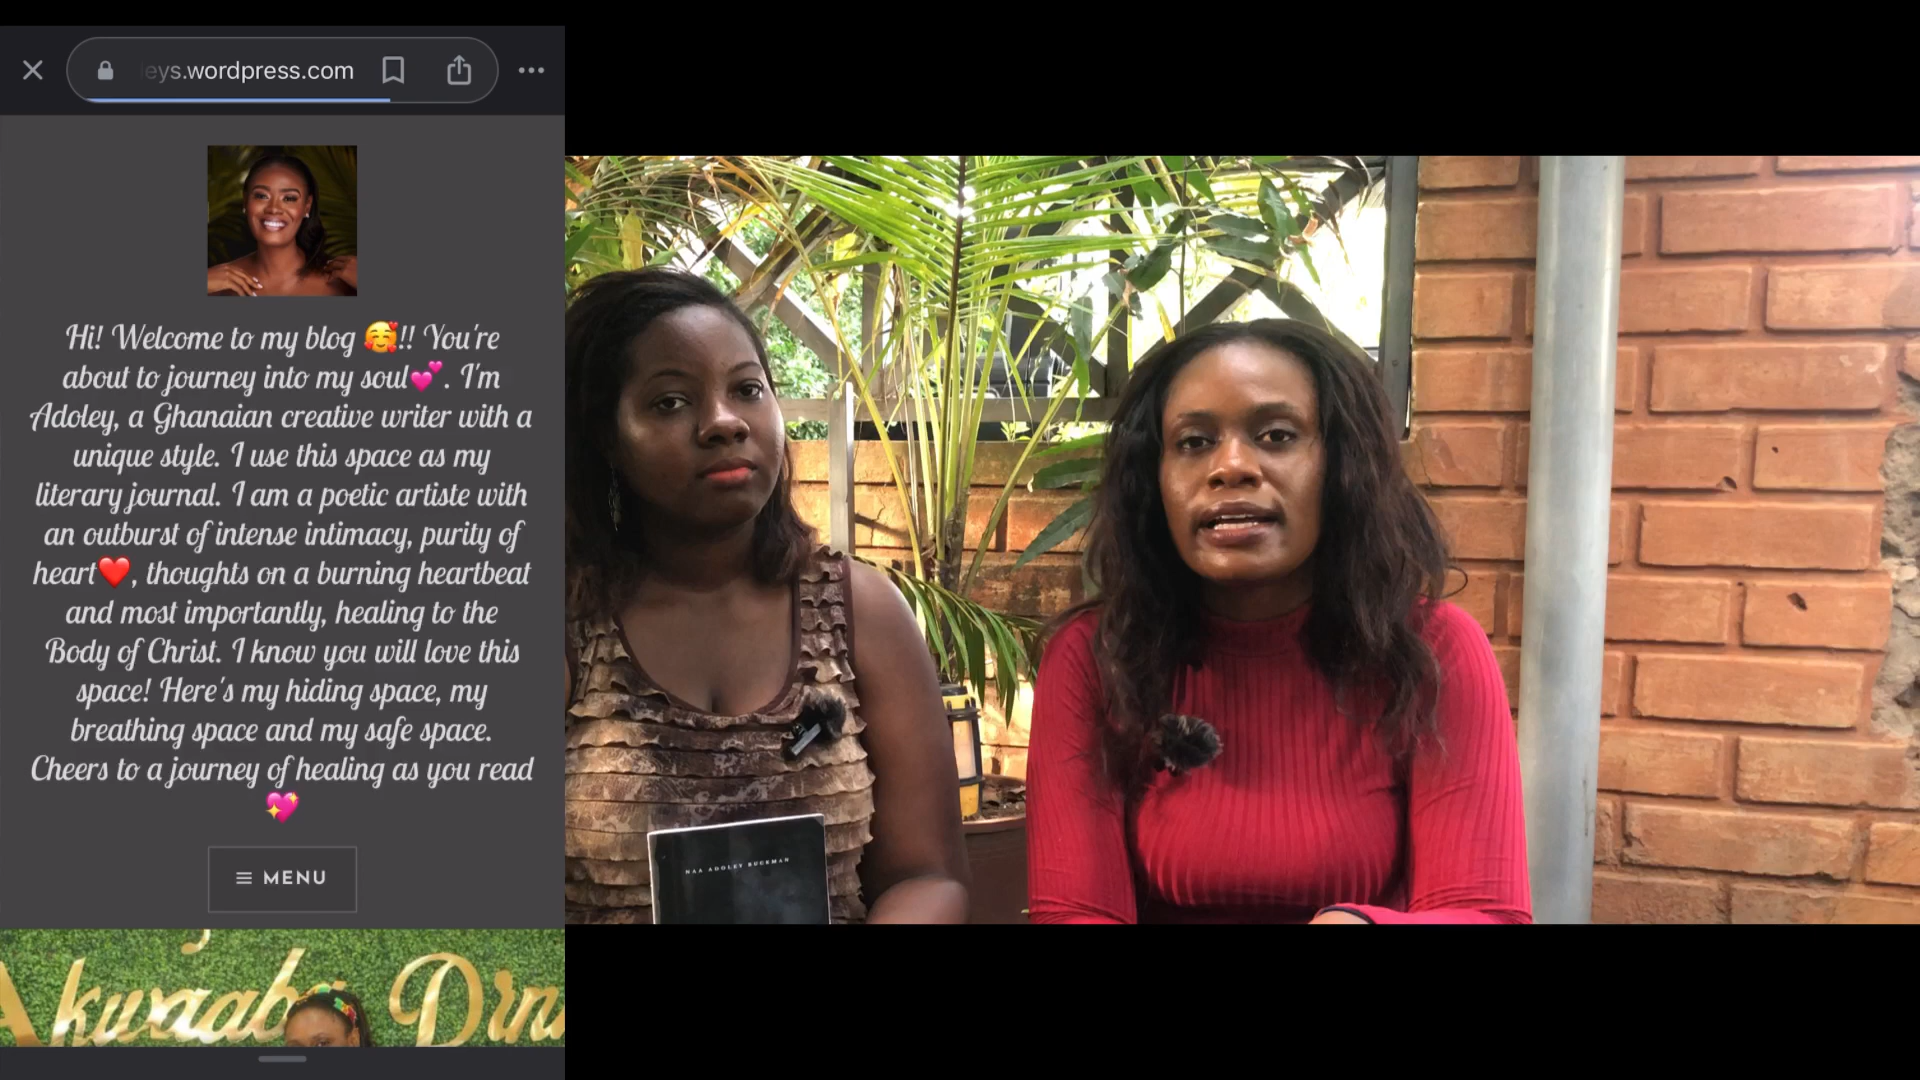 eys.wordpress.com
Hi! Welcome to my blog 🥰!! You're
about to journey into my soul💕. I'm
Adoley, a Ghanaian creative writer with a
unique style. I use this space as my
literary journal. I am a poetic artiste with
an outburst of intense intimacy, purity of
heart❤️, thoughts on a burning heartbeat
and most importantly, healing to the
Body of Christ. I know you will love this
space! Here's my hiding space, my
breathing space and my safe space.
Cheers to a journey of healing as you read
💖
≡ MENU
Akwaaba
NAA ADOLEY BUCKMAN